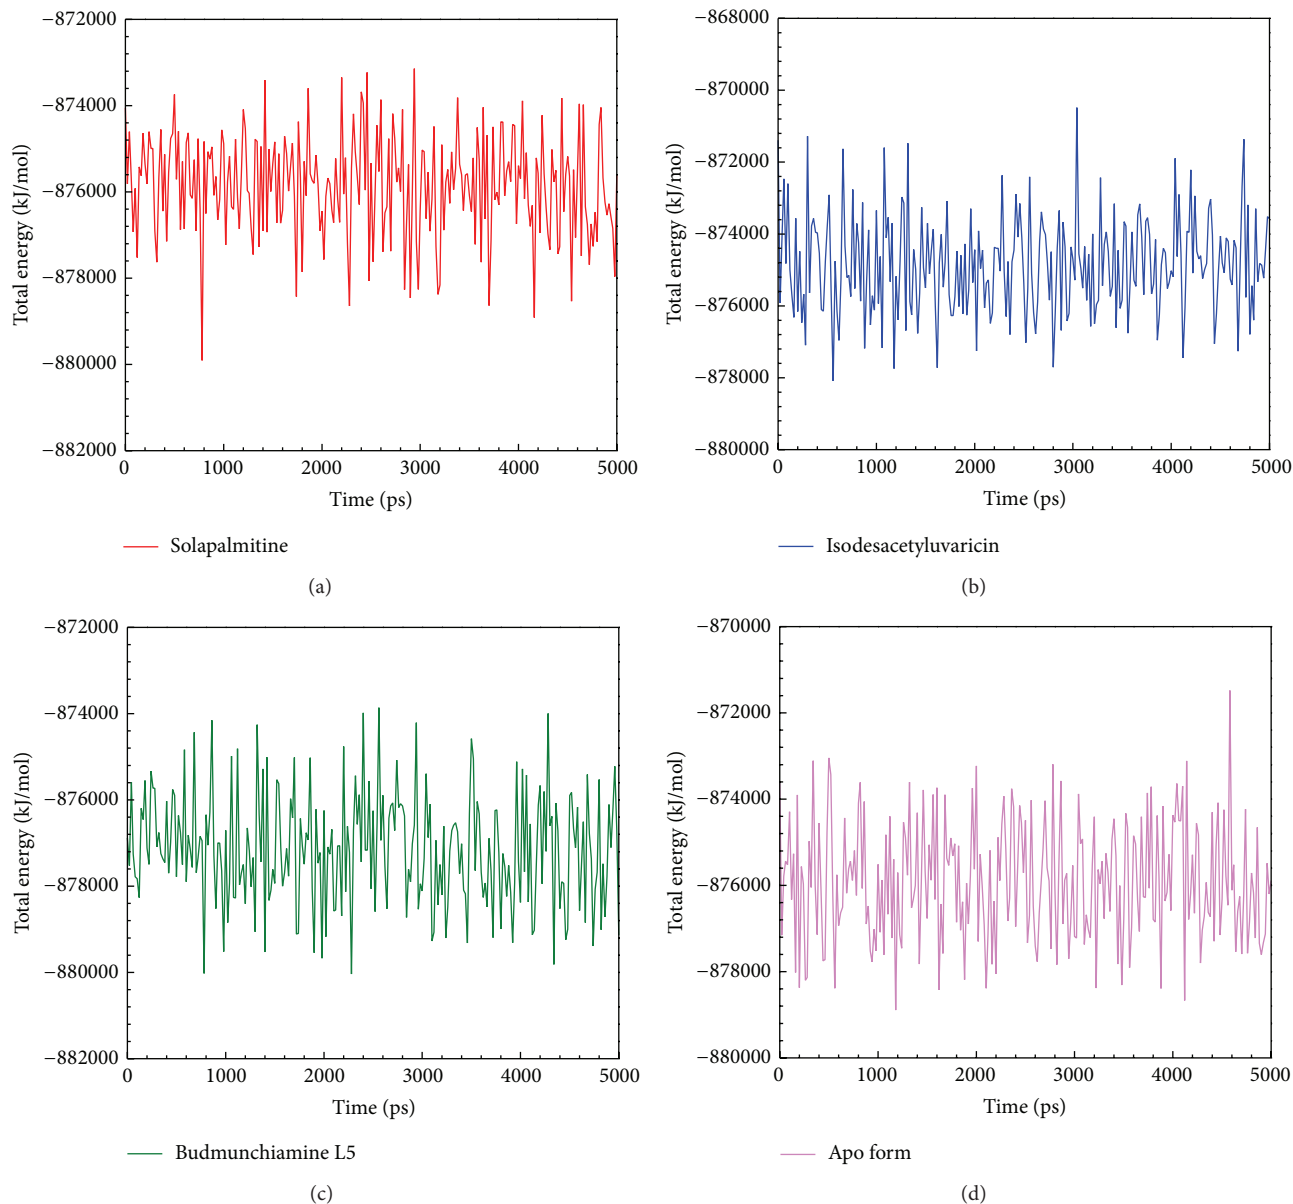 −872000
−874000
−876000
−878000
−880000
−882000
Total energy (kJ/mol)
0 1000 2000 3000 4000 5000
Time (ps)
Solapalmitine
(a)
−868000
−870000
−872000
−874000
−876000
−878000
−880000
Total energy (kJ/mol)
0 1000 2000 3000 4000 5000
Time (ps)
Isodesacetyluvaricin
(b)
−872000
−874000
−876000
−878000
−880000
−882000
Total energy (kJ/mol)
0 1000 2000 3000 4000 5000
Time (ps)
Budmunchiamine L5
(c)
−870000
−872000
−874000
−876000
−878000
−880000
Total energy (kJ/mol)
0 1000 2000 3000 4000 5000
Time (ps)
Apo form
(d)